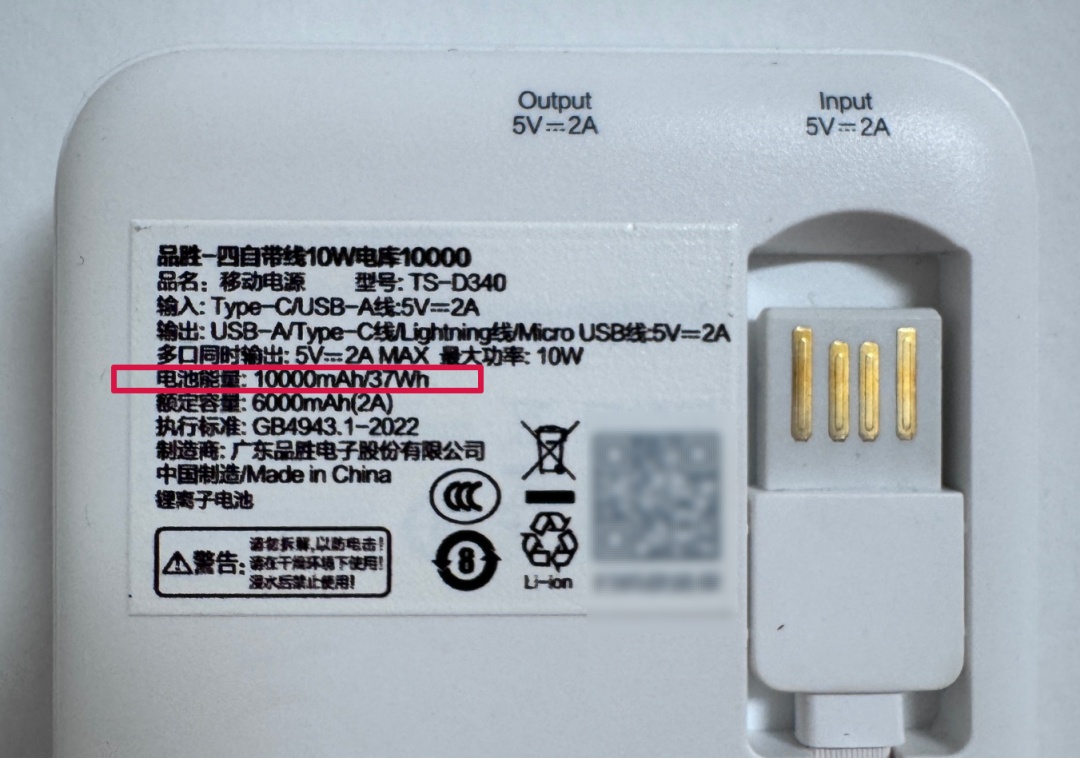 Output
5V⎓2A
Input
5V⎓2A
品胜-四自带线10W电库10000
品名: 移动电源 型号: TS-D340
输入: Type-C/USB-A线:5V⎓2A
输出: USB-A/Type-C线/Lightning线/Micro USB线:5V⎓2A
多口同时输出: 5V⎓2A MAX 最大功率: 10W
电池能量: 10000mAh/37Wh
额定容量: 6000mAh(2A)
执行标准: GB4943.1-2022
制造商: 广东品胜电子股份有限公司
中国制造/Made in China
锂离子电池
CCC
警告:
请勿拆解,以防电击!
请在干燥环境下使用!
浸水后禁止使用!
8
Li-ion